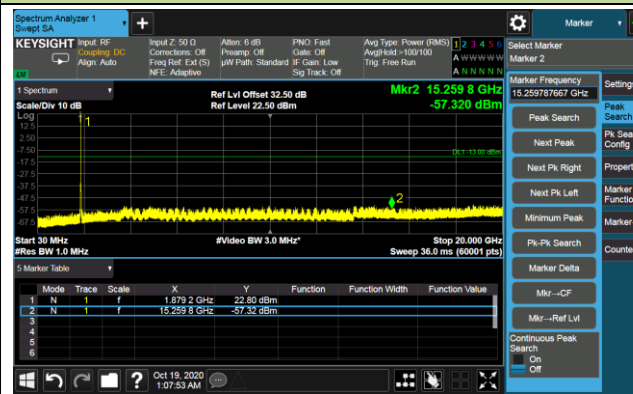 Spectrum Analyzer 1
Swept SA
Marker
KEYSIGHT
Input: RF
Coupling: DC
Align: Auto
Input Z: 50 Ω
Corrections: Off
Freq Ref: Ext (S)
NFE: Adaptive
Atten: 6 dB
Preamp: Off
µW Path: Standard
PNO: Fast
Gate: Off
IF Gain: Low
Sig Track: Off
Avg Type: Power (RMS)
Avg|Hold:>100/100
Trig: Free Run
1 2 3 4 5 6
A W W W W W
A N N N N N
Select Marker
Marker 2
1 Spectrum
Scale/Div 10 dB
Log
Ref Lvl Offset 32.50 dB
Ref Level 22.50 dBm
Mkr2 15.259 8 GHz
-57.320 dBm
12.5
2.50
-7.50
-17.5
-27.5
-37.5
-47.5
-57.5
-67.5
1
DL1 -13.00 dBm
2
Start 30 MHz
#Res BW 1.0 MHz
#Video BW 3.0 MHz*
Stop 20.000 GHz
Sweep 36.0 ms (60001 pts)
5 Marker Table
Mode Trace Scale X Y Function Function Width Function Value
1 N 1 f 1.879 2 GHz 22.80 dBm
2 N 1 f 15.259 8 GHz -57.32 dBm
3
4
5
6
Marker Frequency
15.259787667 GHz
Peak Search
Next Peak
Next Pk Right
Next Pk Left
Minimum Peak
Pk-Pk Search
Marker Delta
Mkr→CF
Mkr→Ref Lvl
Continuous Peak
Search
On
Off
Peak
Search
Config
Marker
Oct 19, 2020
1:07:53 AM